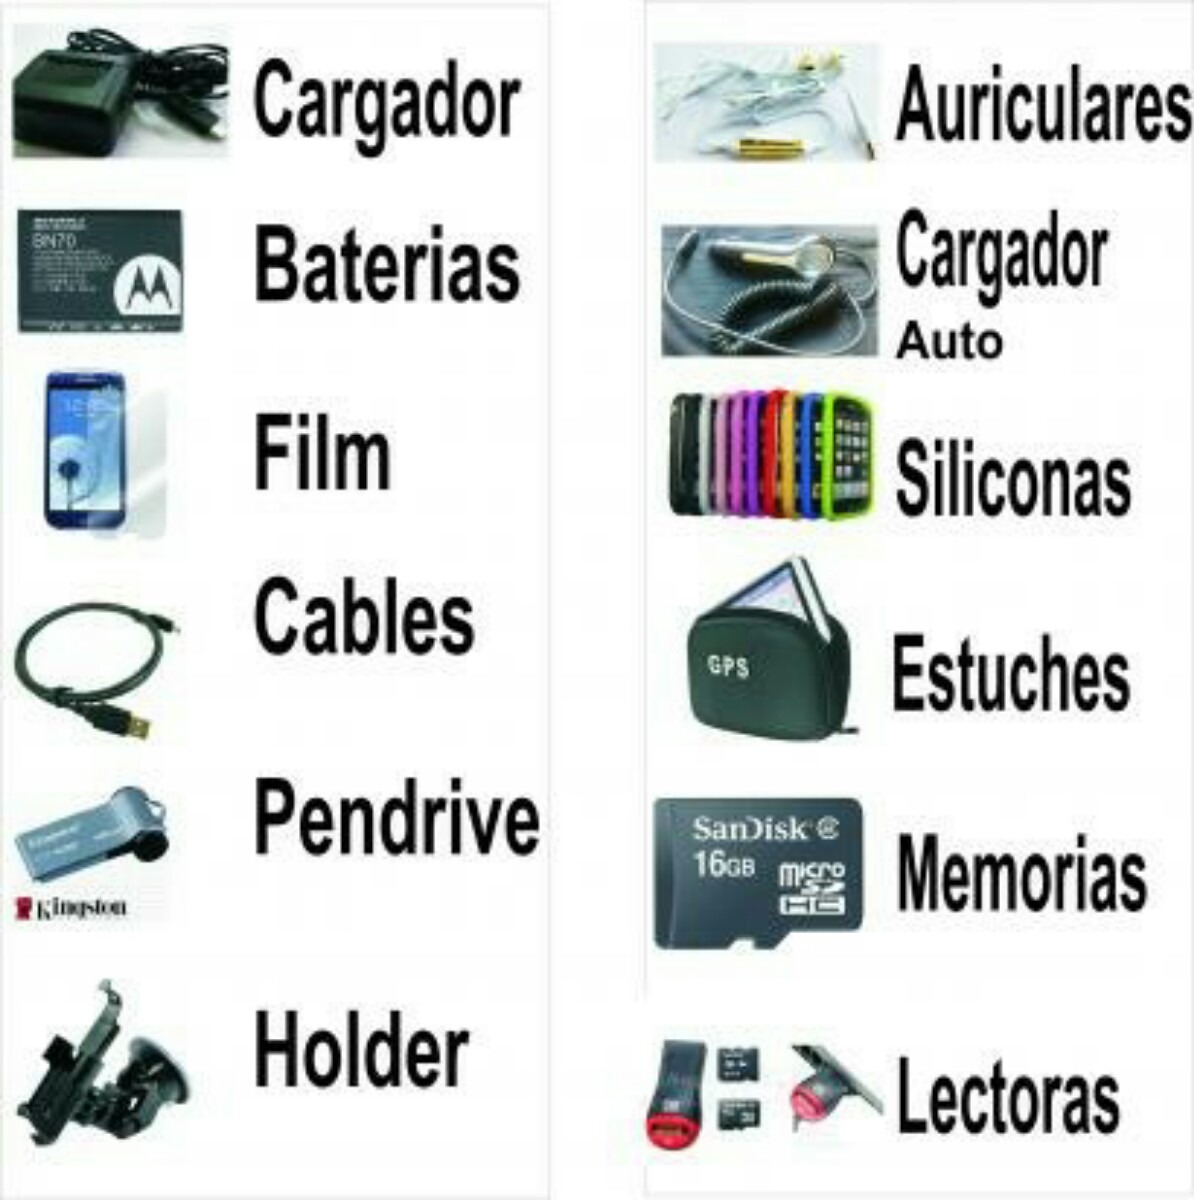 Cargador
BN70
Baterias
Film
Cables
Pendrive
Kingston
Holder
Auriculares
Cargador
Auto
Siliconas
GPS
Estuches
SanDisk
16GB
micro
SD
HC
Memorias
Lectoras